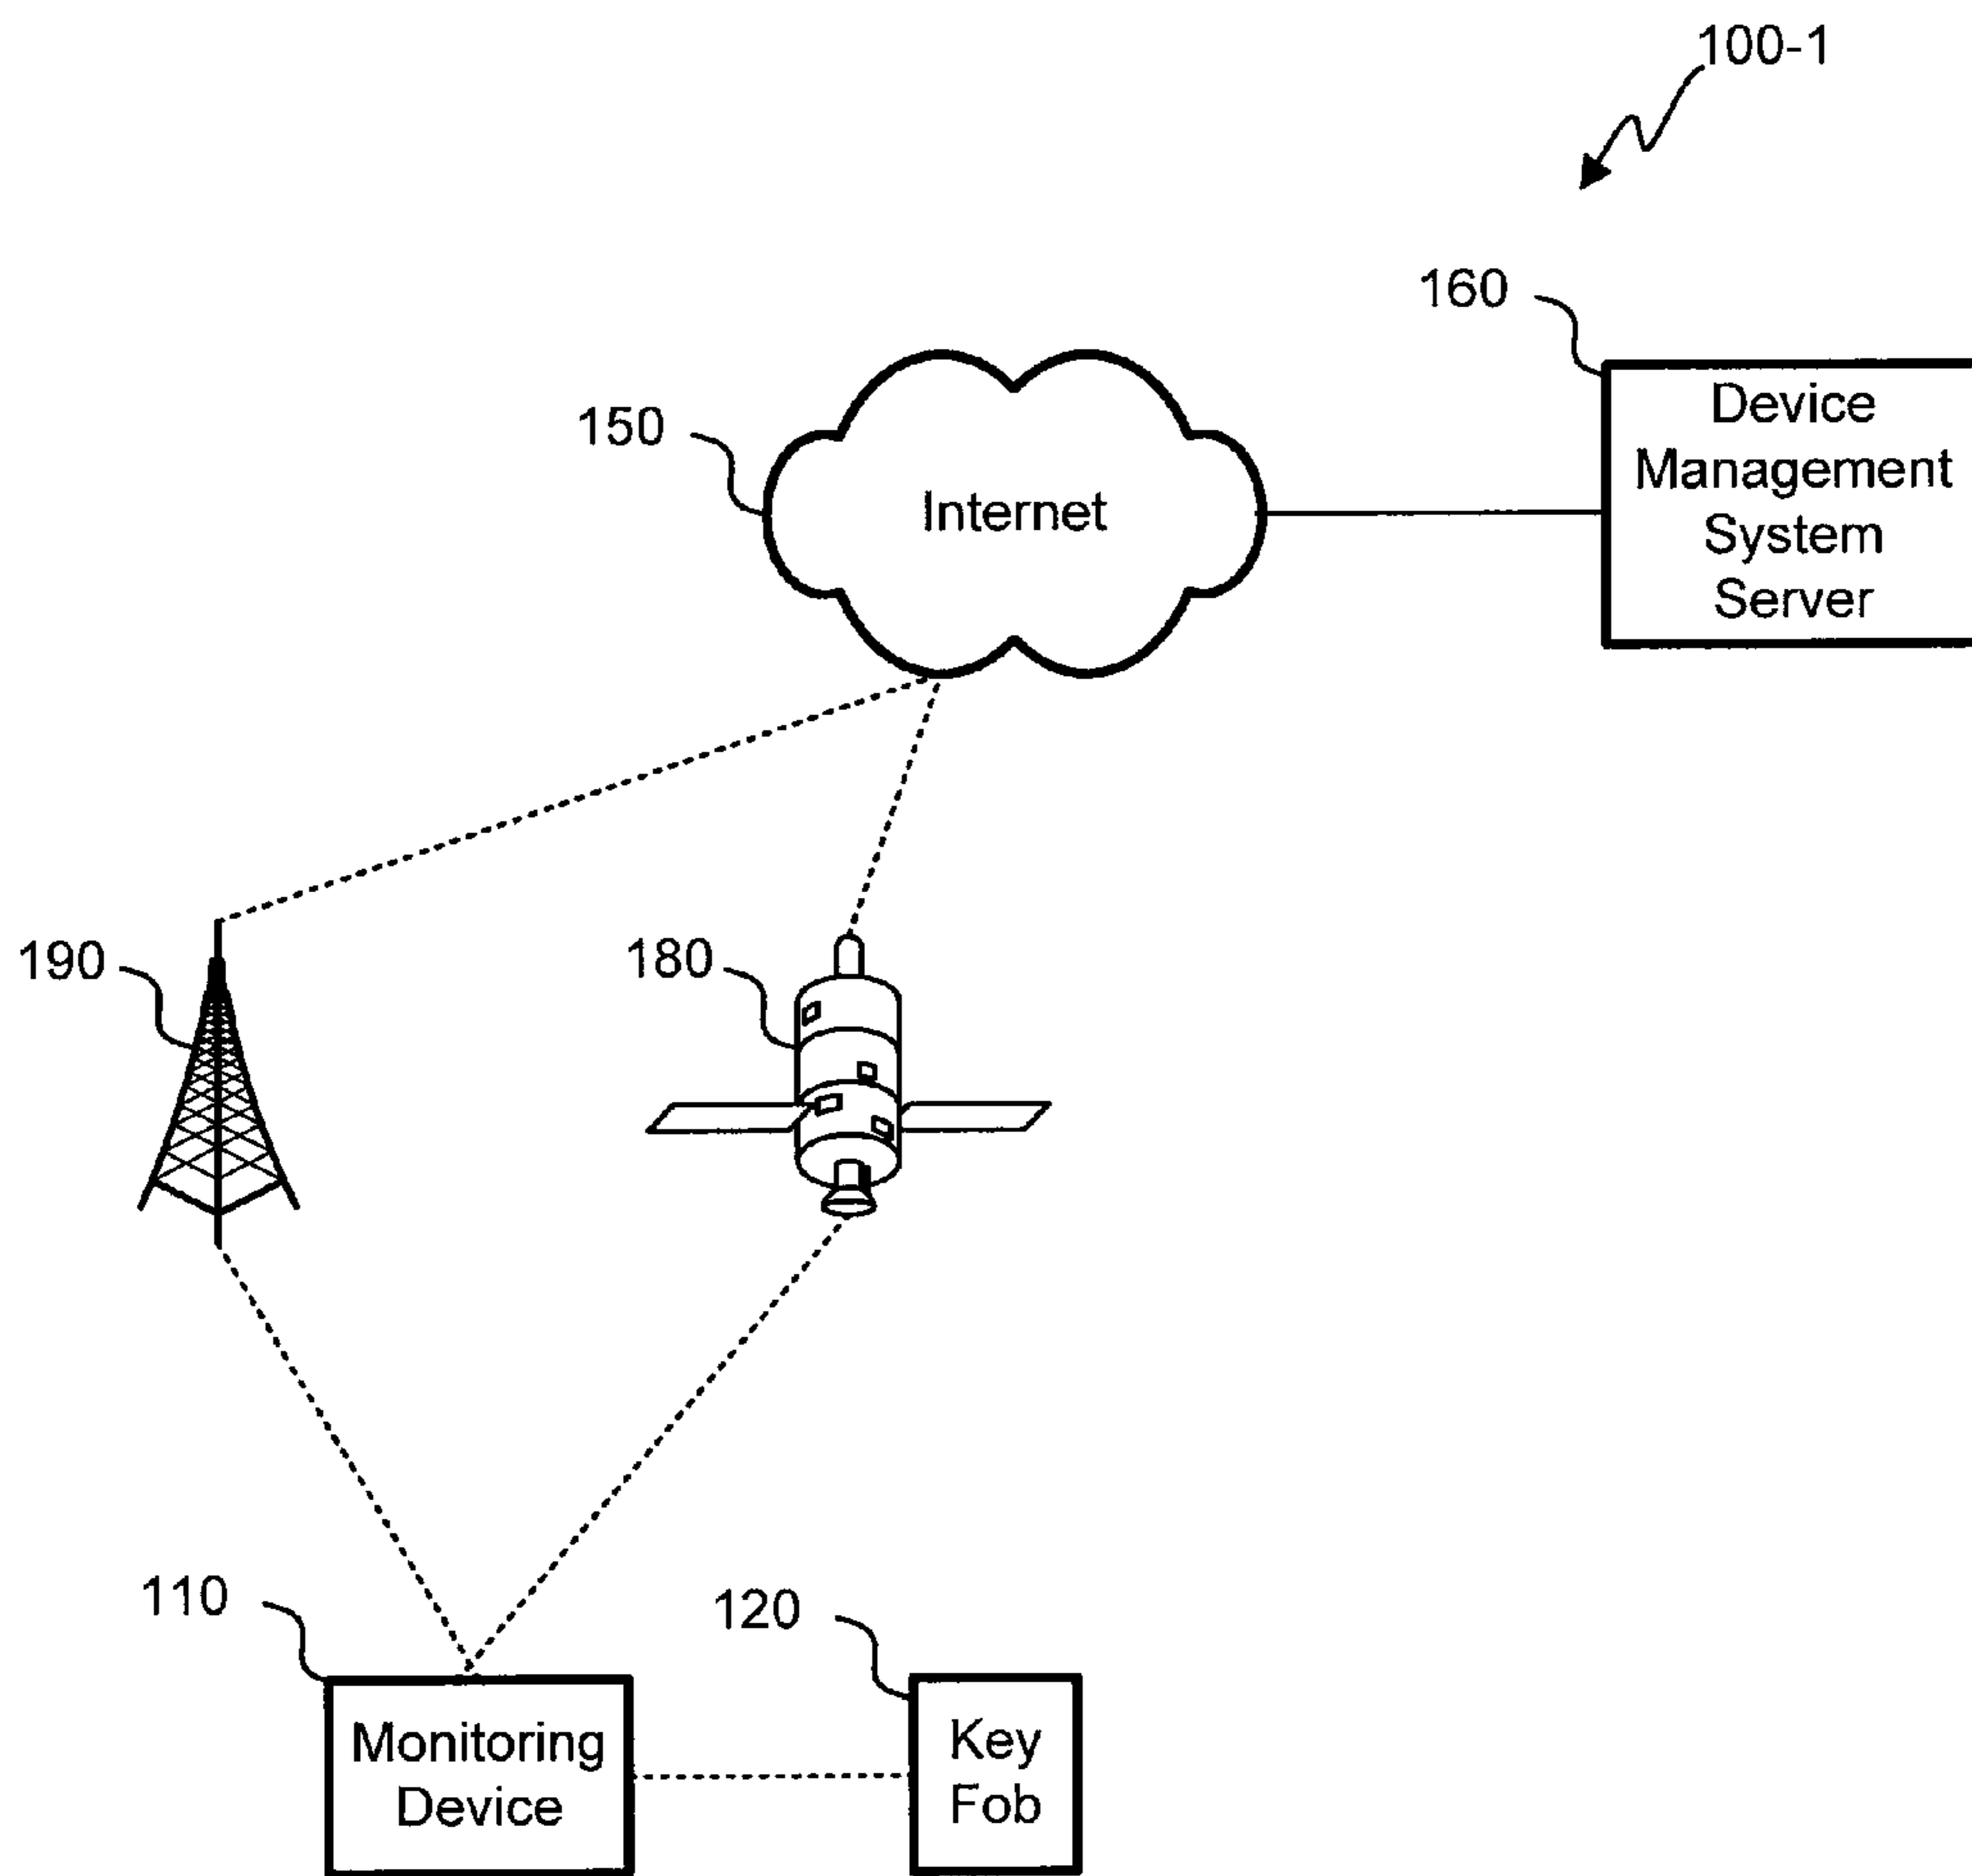 100-1
160
Device
Management
System
Server
150
Internet
190
180
110
120
Monitoring
Device
Key
Fob